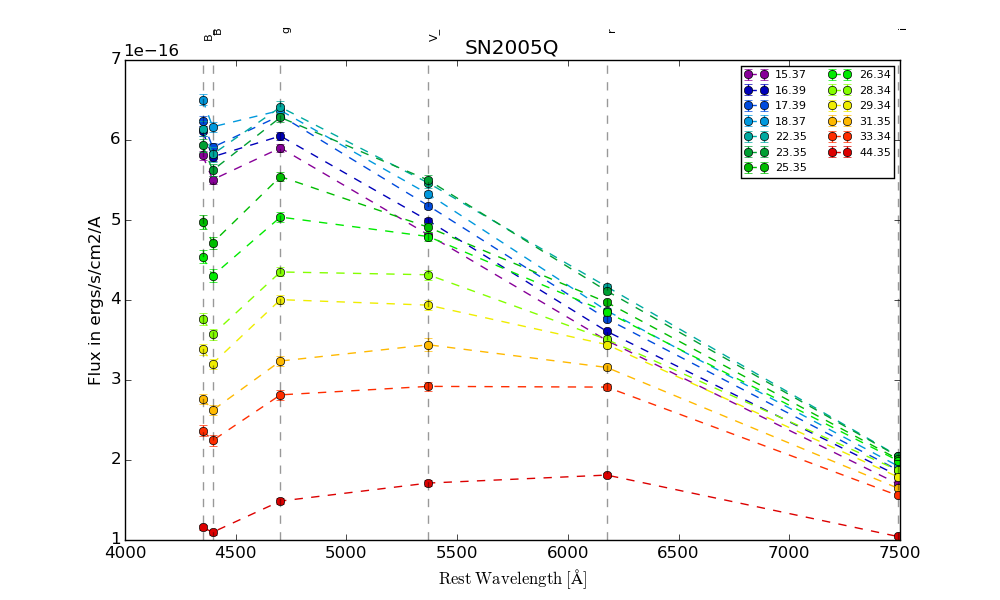 B_
B
g
V_
r
i
SN2005Q
1e−16
7
6
5
4
3
2
1
Flux in ergs/s/cm2/A
15.37
16.39
17.39
18.37
22.35
23.35
25.35
26.34
28.34
29.34
31.35
33.34
44.35
4000 4500 5000 5500 6000 6500 7000 7500
Rest Wavelength [Å]